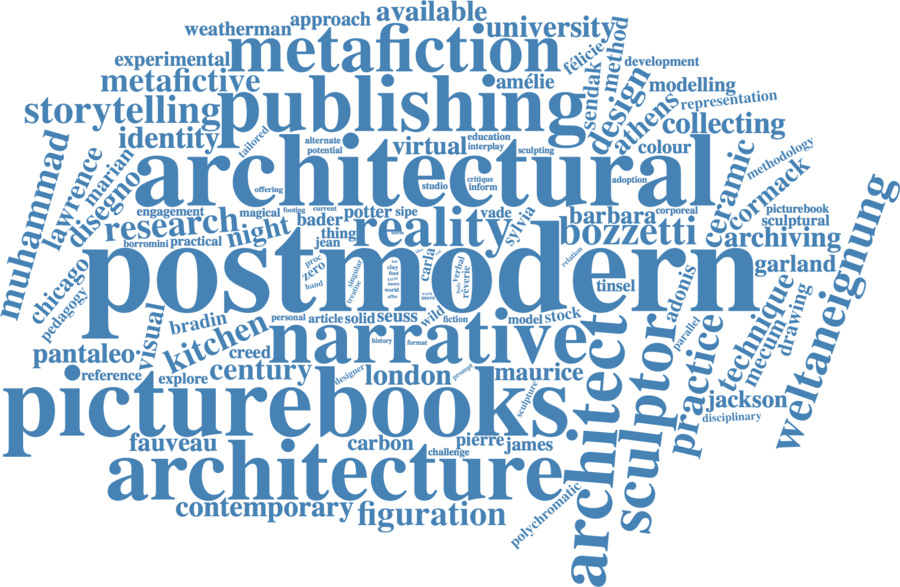 available
weatherman
approach
university
metafiction
experimental
félicie
method
development
metafictive
amélie
sendak
modelling
storytelling
publishing
design
athens
representation
identity
tailored
alternate
potential
virtual
education
interplay
sculpting
colour
collecting
muhammad
lawrence
marian
disegno
architectural
offering
studio
critique
inform
adoption
ceramic
methodology
cormack
engagement
magical
footing
current
potter
sipe
vade
sylvia
barbara
corporeal
picturebook
sculptural
research
night
bader
thing
jean
reality
bozzetti
archiving
borromini
practical
postmodern
proc
zero
hand
singular
treatise
clay
foot
more
world
offer
move
carla
verbal
reverie
relation
tinsel
adonis
garland
weltaneignung
chicago
pedagogy
visual
bradin
kitchen
personal
article
solid
seuss
wild
fiction
model
stock
parallel
technique
mecum
drawing
pantaleo
creed
narrative
history
format
architect
sculptor
practice
reference
explore
century
designer
london
prompt
maurice
sculpture
jackson
disciplinary
picturebooks
fauveau
carbon
challenge
pierre
james
architecture
polychromatic
contemporary
figuration